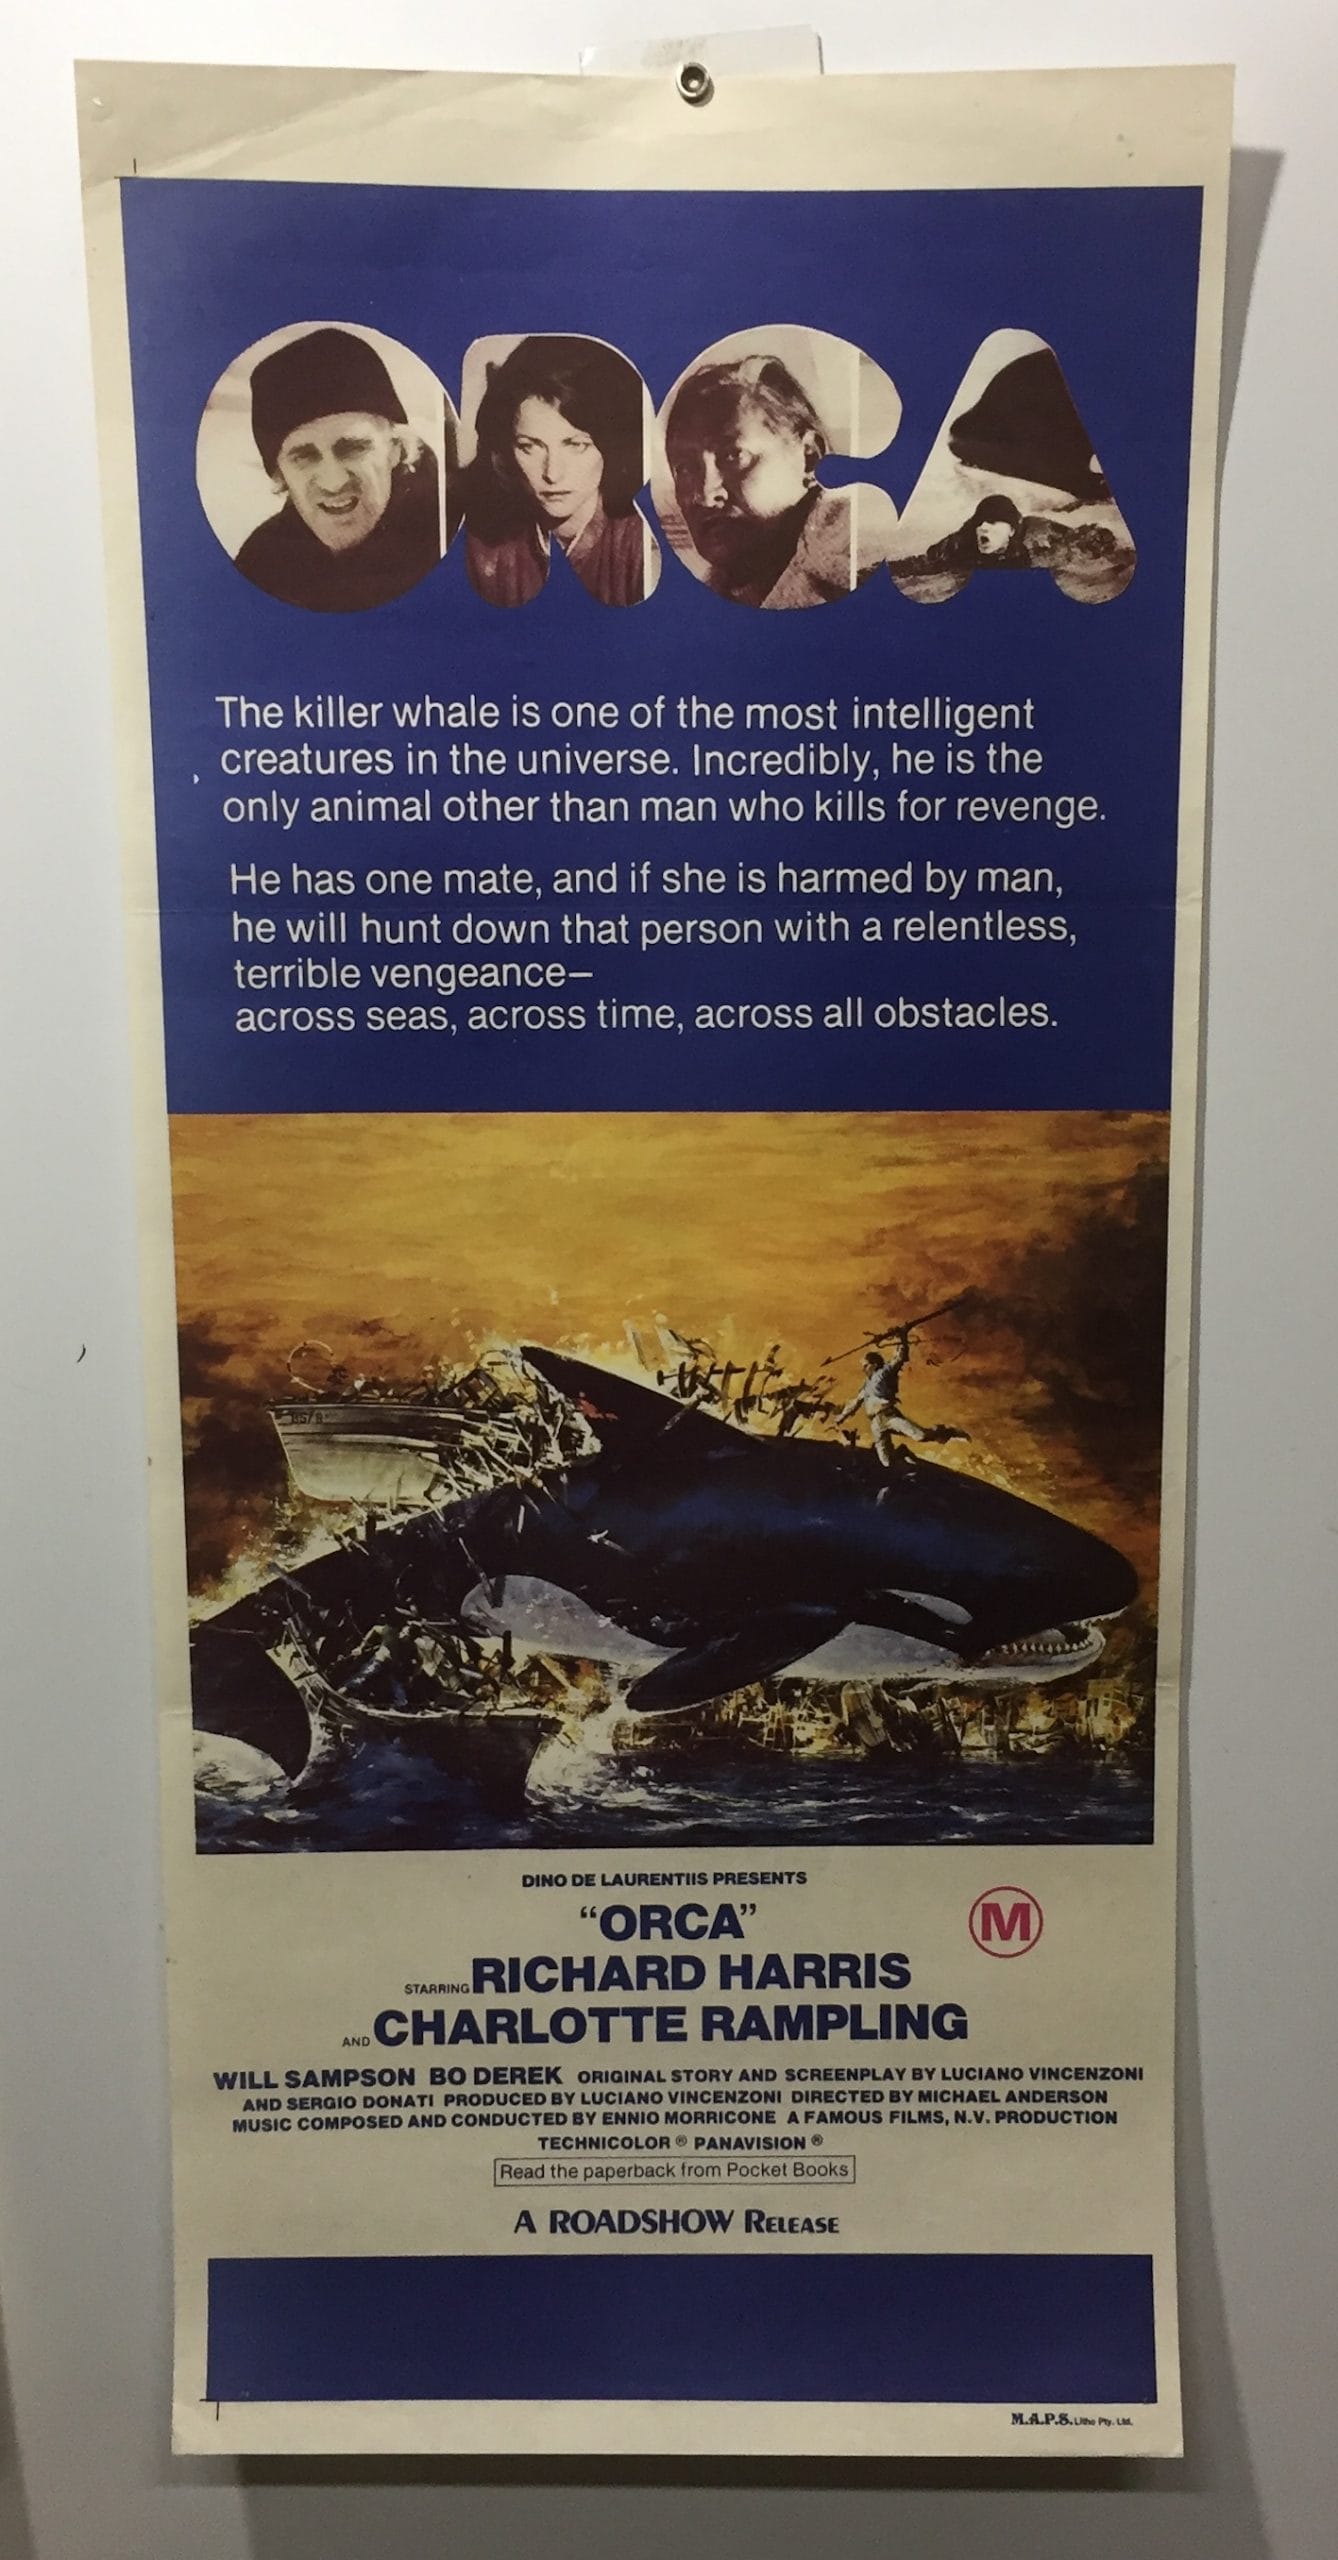 ORCA
The killer whale is one of the most intelligent
creatures in the universe. Incredibly, he is the
only animal other than man who kills for revenge.
He has one mate, and if she is harmed by man,
he will hunt down that person with a relentless,
terrible vengeance—
across seas, across time, across all obstacles.
DINO DE LAURENTIIS PRESENTS
"ORCA"
M
STARRING RICHARD HARRIS
AND CHARLOTTE RAMPLING
WILL SAMPSON BO DEREK ORIGINAL STORY AND SCREENPLAY BY LUCIANO VINCENZONI
AND SERGIO DONATI PRODUCED BY LUCIANO VINCENZONI DIRECTED BY MICHAEL ANDERSON
MUSIC COMPOSED AND CONDUCTED BY ENNIO MORRICONE A FAMOUS FILMS, N.V. PRODUCTION
TECHNICOLOR ® PANAVISION ®
Read the paperback from Pocket Books
A ROADSHOW RELEASE
M.A.P.S. Litho Pty. Ltd.